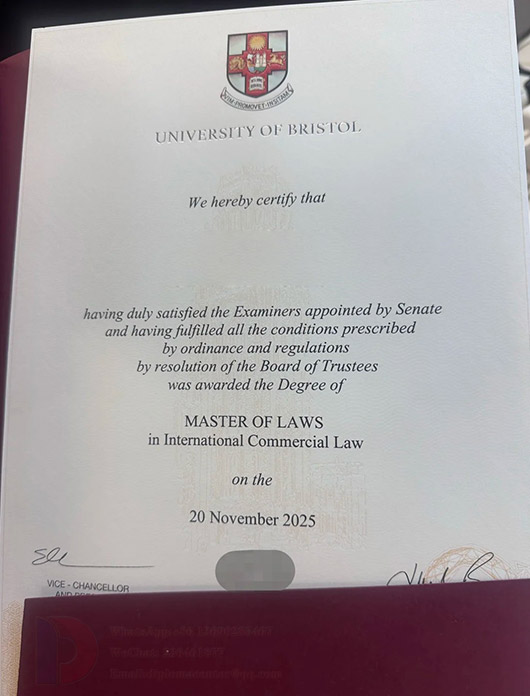 VIM PROMOVET INSITAM
UNIVERSITY OF BRISTOL
We hereby certify that
having duly satisfied the Examiners appointed by Senate
and having fulfilled all the conditions prescribed
by ordinance and regulations
by resolution of the Board of Trustees
was awarded the Degree of
MASTER OF LAWS
in International Commercial Law
on the
20 November 2025
VICE - CHANCELLOR
AND